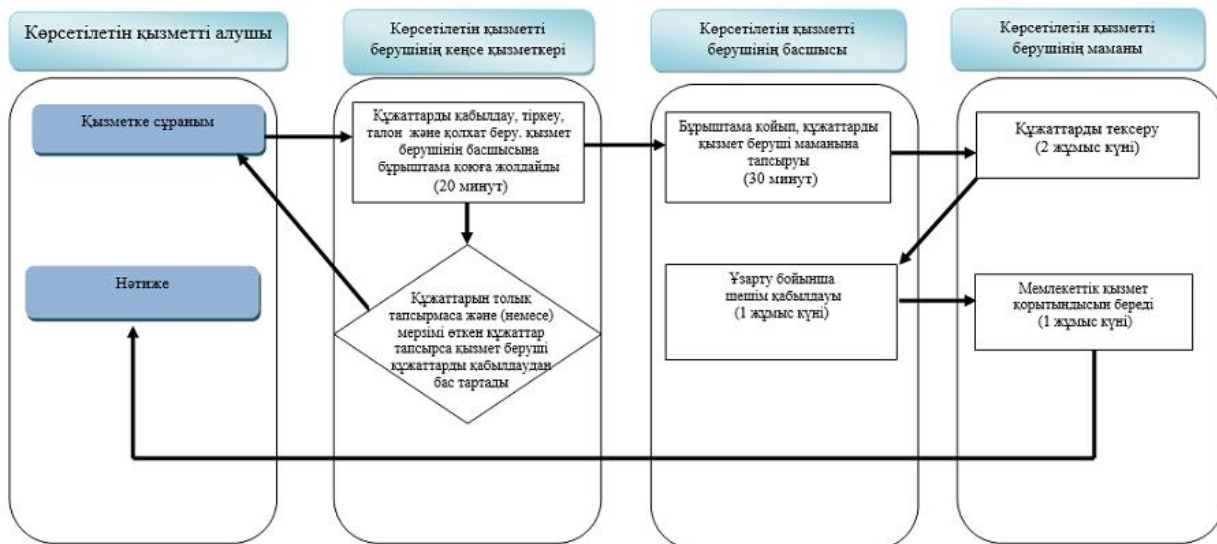 Көрсетілетін қызметті алушы
Көрсетілетін қызметті
берушінің кеңсе қызметкері
Көрсетілетін қызметті
берушінің басшысы
Көрсетілетін қызметті
берушінің маманы
Қызметке сұраным
Құжаттарды қабылдау, тіркеу,
талон және қолхат беру. қызмет
берушінің басшысына
бұрыштама қоюға жолдайды
(20 минут)
Бұрыштама қойып, құжаттарды
қызмет беруші маманына
тапсыруы
(30 минут)
Құжаттарды тексеру
(2 жұмыс күні)
Нәтиже
Құжаттарын толық
тапсырмаса және (немесе)
мерзімі өткен құжаттар
тапсырса қызмет беруші
құжаттарды қабылдаудан
бас тартады
Ұзарту бойынша
шешім қабылдауы
(1 жұмыс күні)
Мемлекеттік қызмет
қорытындысын береді
(1 жұмыс күні)